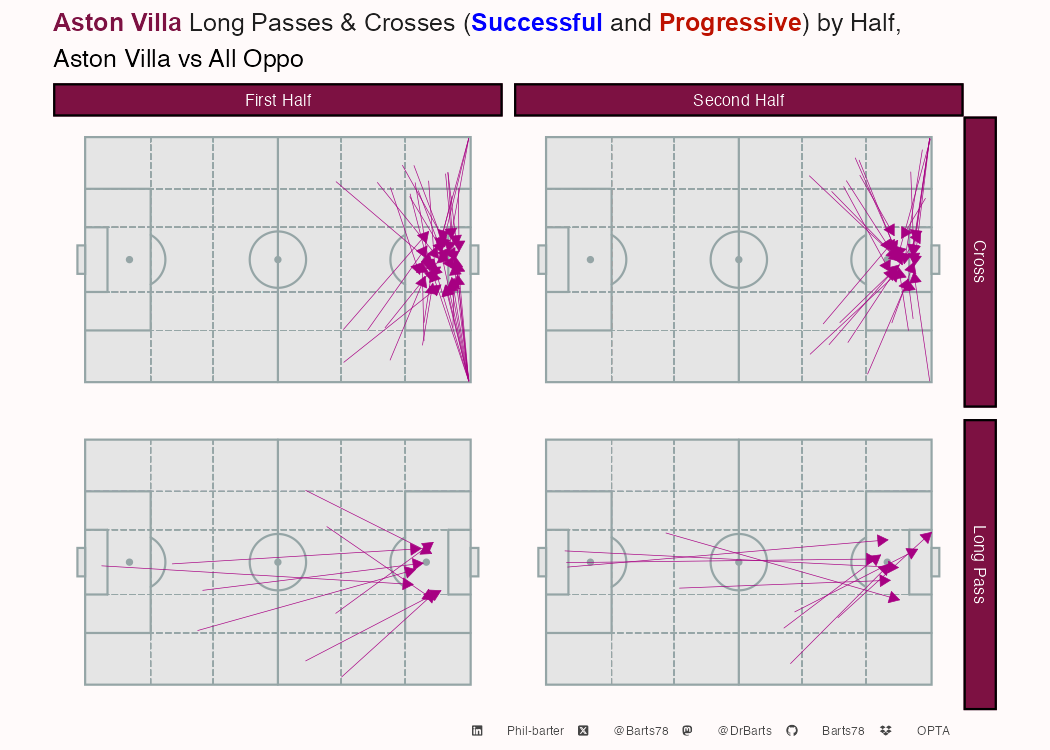 Aston Villa Long Passes & Crosses (Successful and Progressive) by Half,
Aston Villa vs All Oppo
First Half
Second Half
Cross
Long Pass
Phil-barter @Barts78 @DrBarts Barts78 OPTA